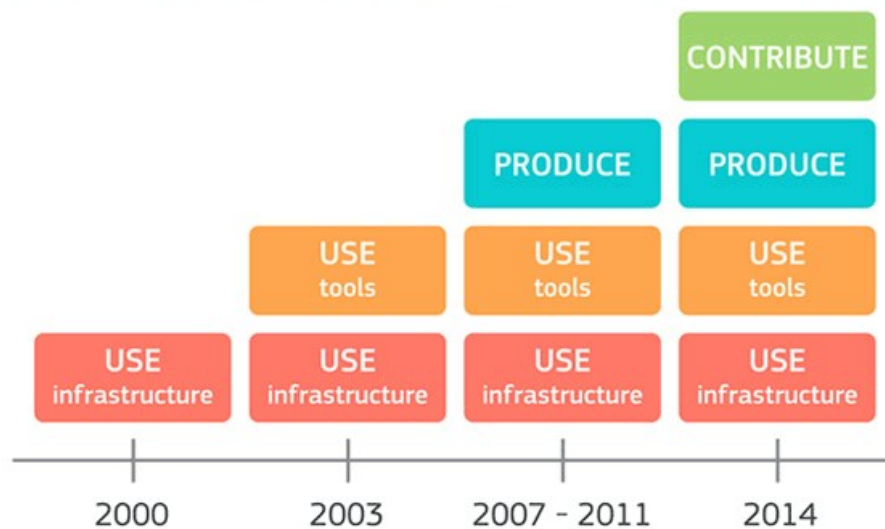 CONTRIBUTE
PRODUCE PRODUCE
USE USE USE
tools tools tools
USE USE USE USE
infrastructure infrastructure infrastructure infrastructure
2000 2003 2007 - 2011 2014